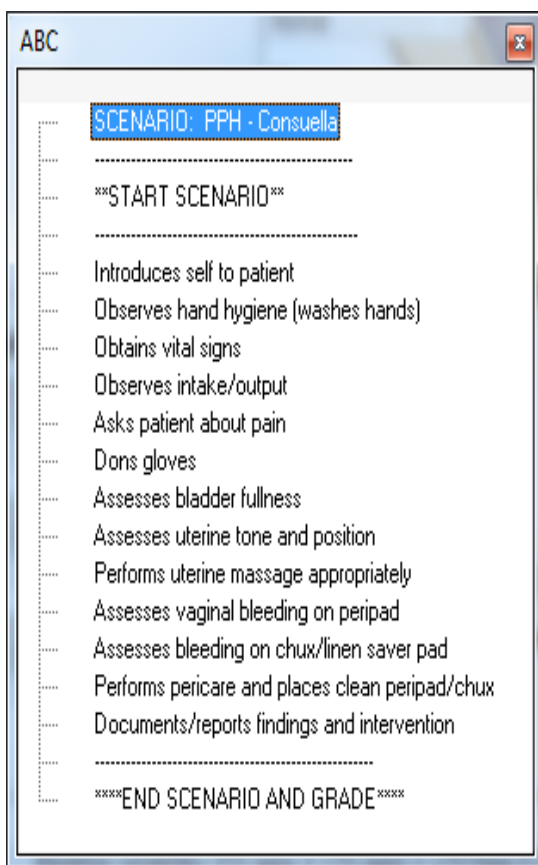 ABC
SCENARIO: PPH - Consuella
--------------------------------------------------
**START SCENARIO**
---------------------------------------------------
Introduces self to patient
Observes hand hygiene (washes hands)
Obtains vital signs
Observes intake/output
Asks patient about pain
Dons gloves
Assesses bladder fullness
Assesses uterine tone and position
Performs uterine massage appropriately
Assesses vaginal bleeding on peripad
Assesses bleeding on chux/linen saver pad
Performs pericare and places clean peripad/chux
Documents/reports findings and intervention
------------------------------------------------------
****END SCENARIO AND GRADE****